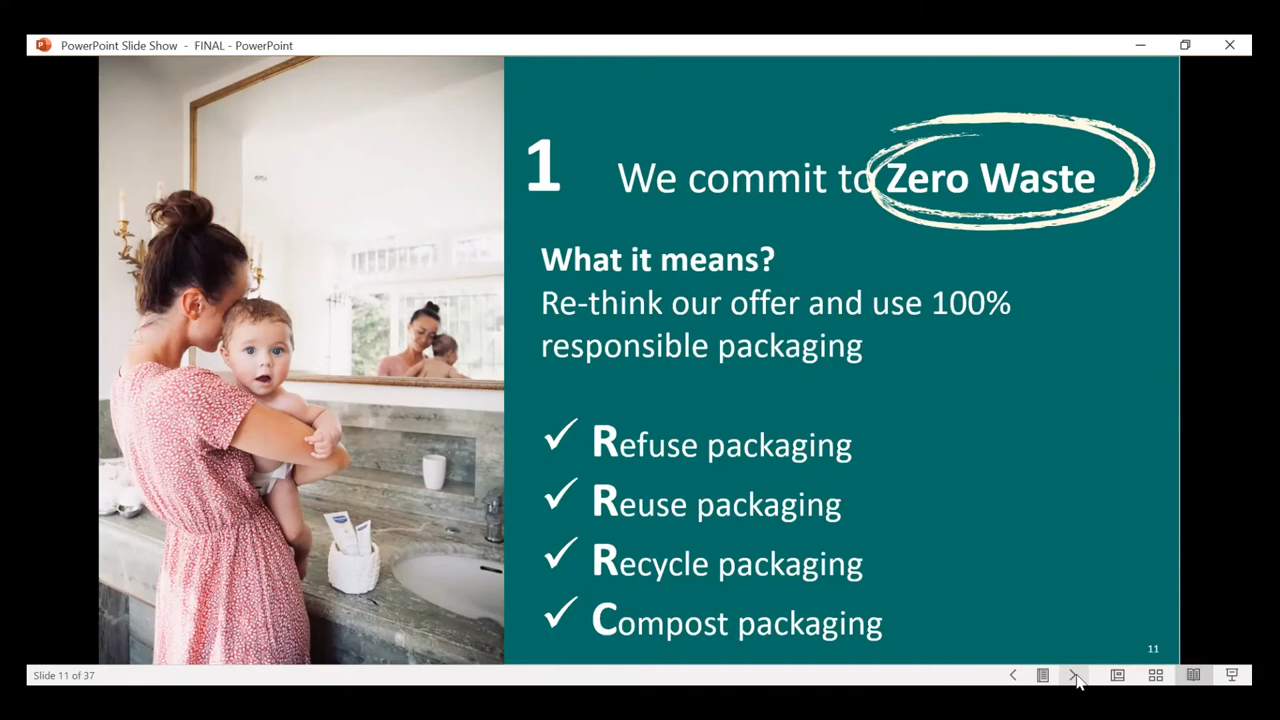 PowerPoint Slide Show - FINAL - PowerPoint
1 We commit to Zero Waste
What it means?
Re-think our offer and use 100%
responsible packaging
✓ Refuse packaging
✓ Reuse packaging
✓ Recycle packaging
✓ Compost packaging
11
Slide 11 of 37